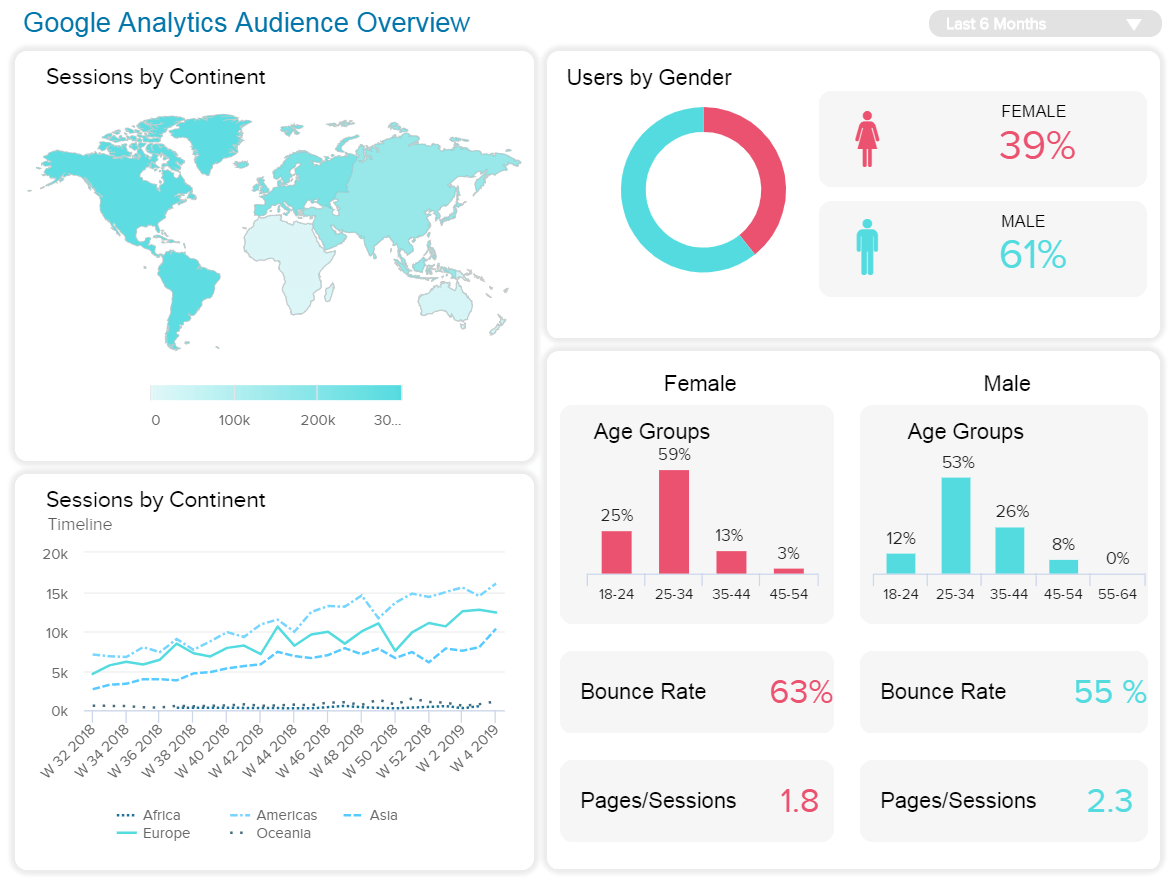 Google Analytics Audience Overview
Last 6 Months
Sessions by Continent
0 100k 200k 30...
Sessions by Continent
Timeline
20k
15k
10k
5k
0k
W 32 2018
W 34 2018
W 36 2018
W 38 2018
W 40 2018
W 42 2018
W 44 2018
W 46 2018
W 48 2018
W 50 2018
W 52 2018
W 2 2019
W 4 2019
Africa Americas Asia
Europe Oceania
Users by Gender
FEMALE
39%
MALE
61%
Female
Age Groups
59%
25%
13%
3%
18-24 25-34 35-44 45-54
Bounce Rate 63%
Pages/Sessions 1.8
Male
Age Groups
53%
26%
12%
8%
0%
18-24 25-34 35-44 45-54 55-64
Bounce Rate 55 %
Pages/Sessions 2.3